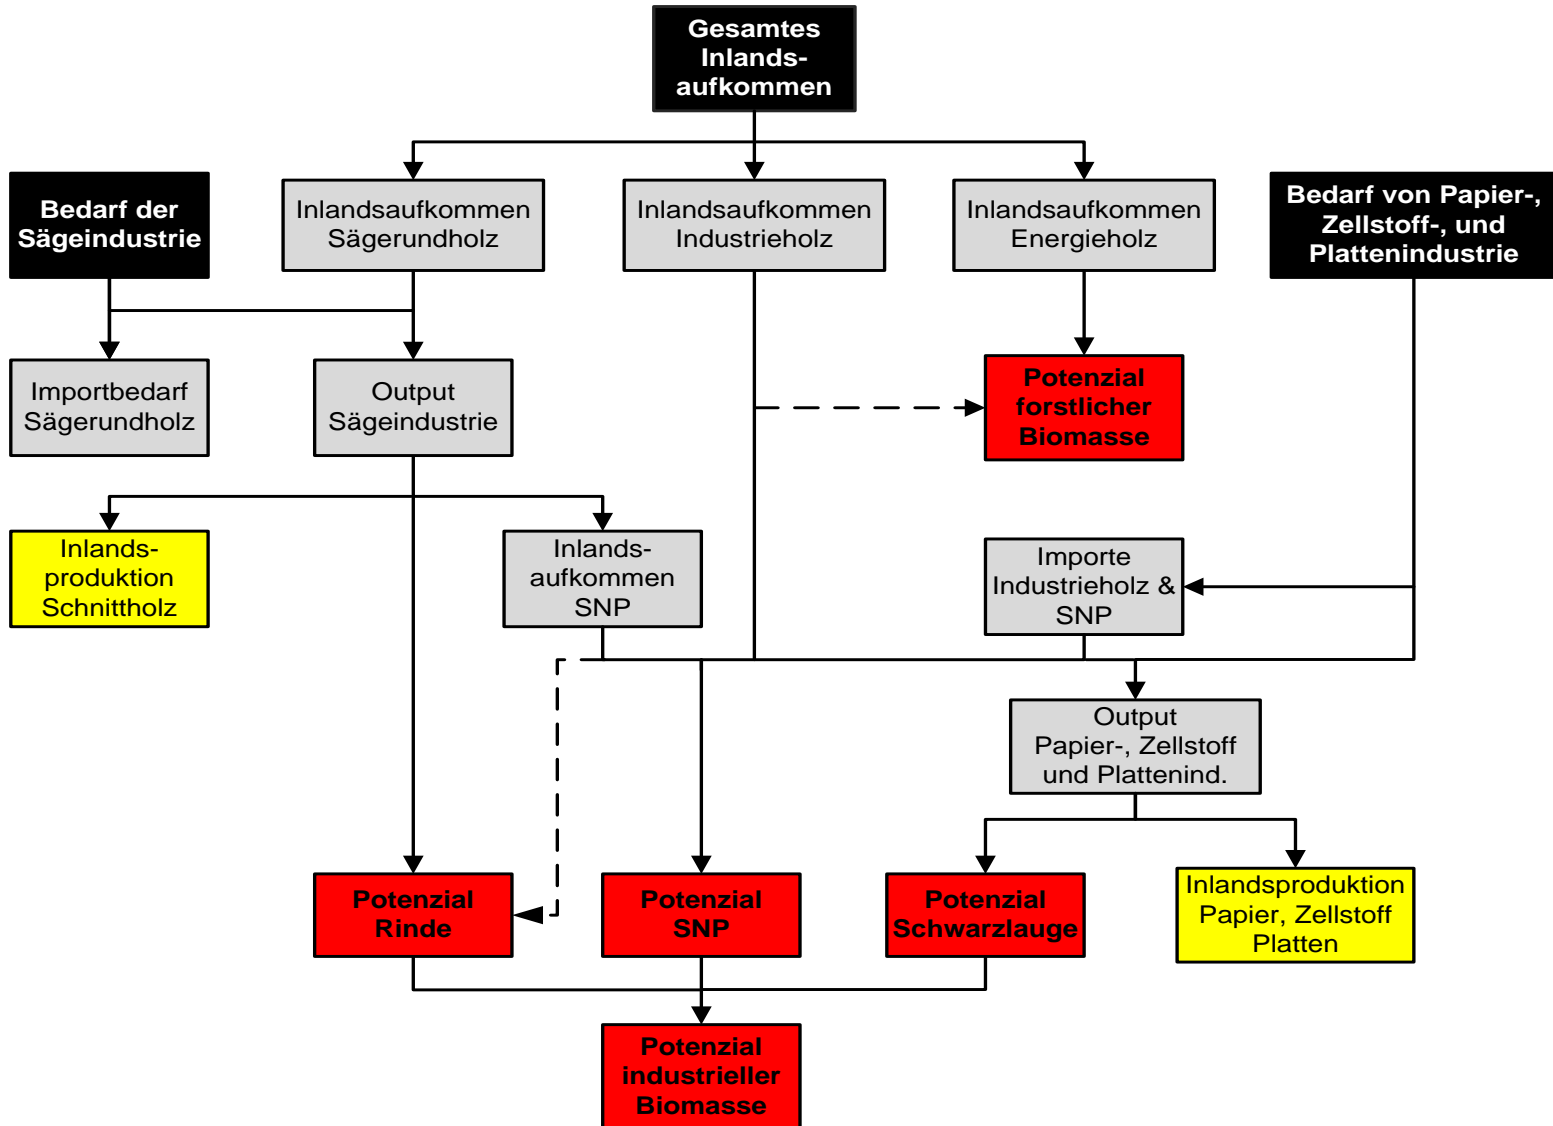 Gesamtes
Inlands-
aufkommen
Bedarf der
Sägeindustrie
Inlandsaufkommen
Sägerundholz
Inlandsaufkommen
Industrieholz
Inlandsaufkommen
Energieholz
Bedarf von Papier-,
Zellstoff-, und
Plattenindustrie
Importbedarf
Sägerundholz
Output
Sägeindustrie
Potenzial
forstlicher
Biomasse
Inlands-
produktion
Schnittholz
Inlands-
aufkommen
SNP
Importe
Industrieholz &
SNP
Output
Papier-, Zellstoff
und Plattenind.
Potenzial
Rinde
Potenzial
SNP
Potenzial
Schwarzlauge
Inlandsproduktion
Papier, Zellstoff
Platten
Potenzial
industrieller
Biomasse